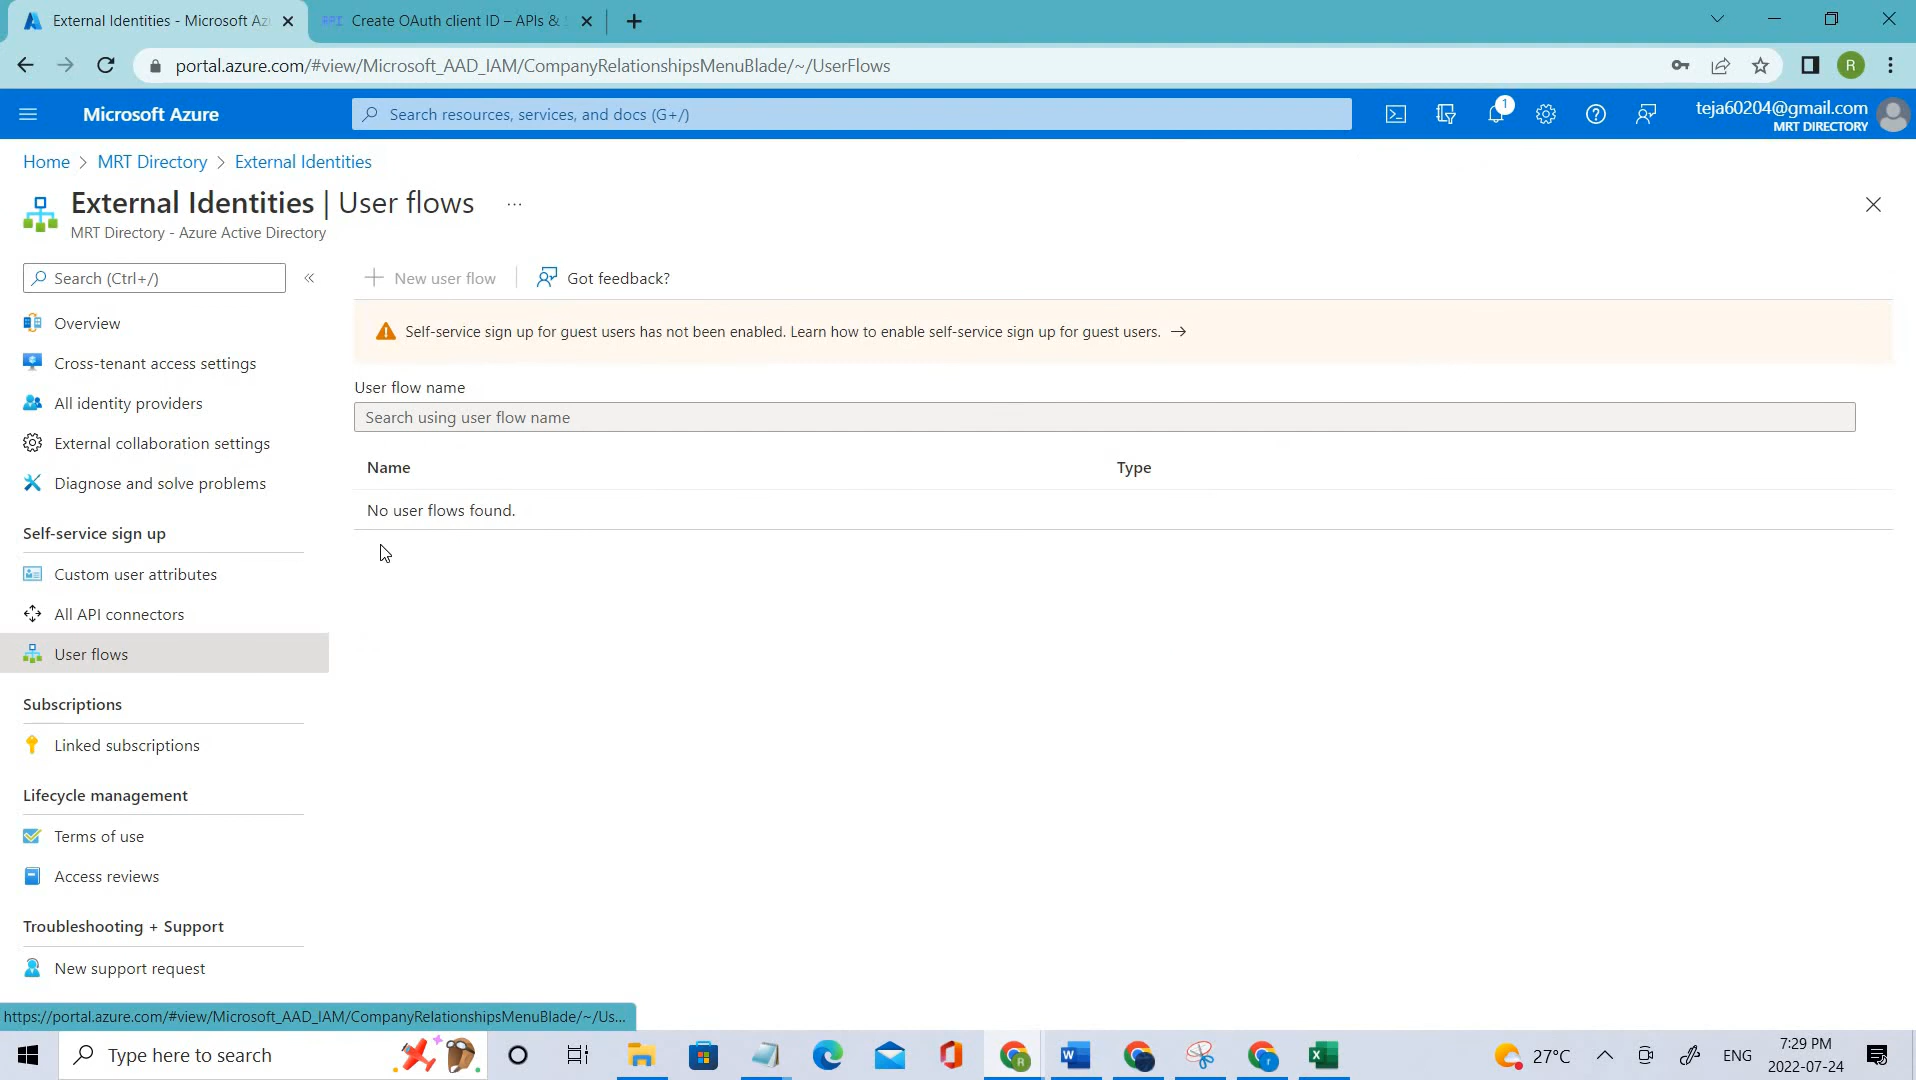 External Identities - Microsoft Az
Create OAuth client ID – APIs &
portal.azure.com/#view/Microsoft_AAD_IAM/CompanyRelationshipsMenuBlade/~/UserFlows
R
Microsoft Azure
Search resources, services, and docs (G+/)
1
teja60204@gmail.com
MRT DIRECTORY
Home > MRT Directory > External Identities
External Identities | User flows ...
MRT Directory - Azure Active Directory
Search (Ctrl+/)
«
New user flow
Got feedback?
Overview
Cross-tenant access settings
All identity providers
External collaboration settings
Diagnose and solve problems
Self-service sign up
Custom user attributes
All API connectors
User flows
Subscriptions
Linked subscriptions
Lifecycle management
Terms of use
Access reviews
Troubleshooting + Support
New support request
Self-service sign up for guest users has not been enabled. Learn how to enable self-service sign up for guest users. →
User flow name
Search using user flow name
Name
Type
No user flows found.
https://portal.azure.com/#view/Microsoft_AAD_IAM/CompanyRelationshipsMenuBlade/~/Us...
Type here to search
27°C
ENG
7:29 PM
2022-07-24